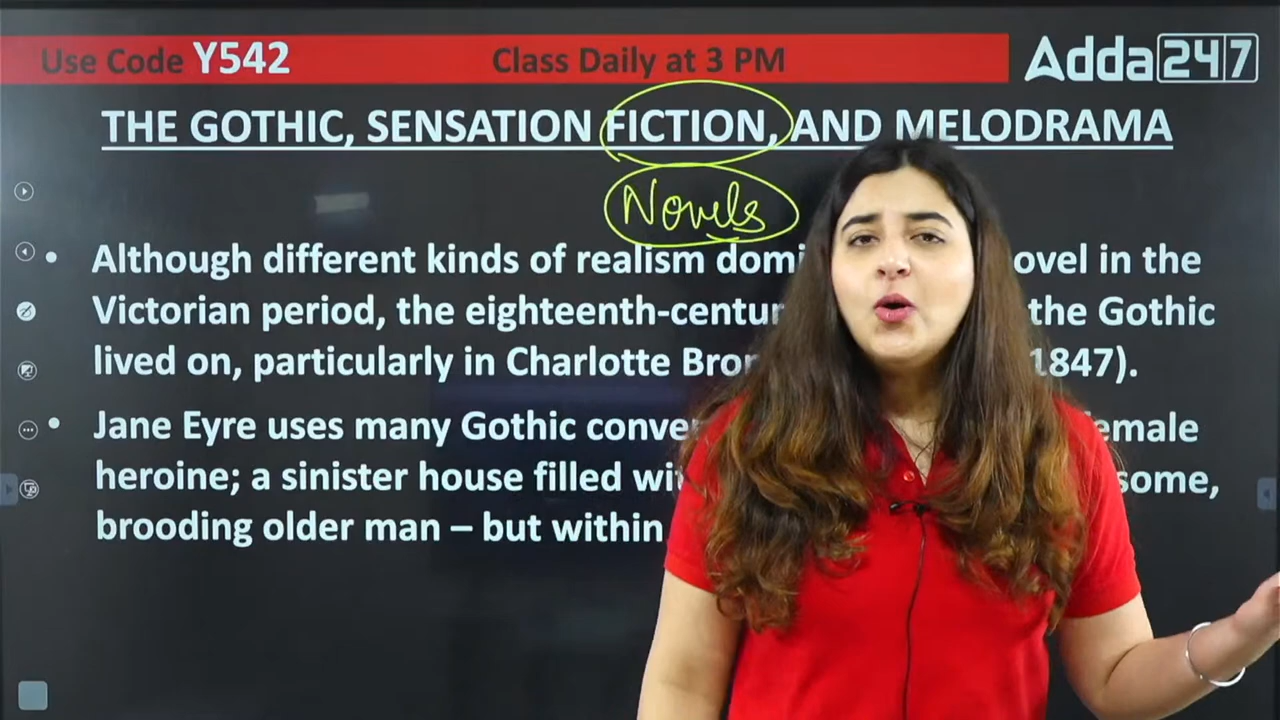 Use Code Y542 Class Daily at 3 PM Adda247
THE GOTHIC, SENSATION FICTION, AND MELODRAMA
Novels
• Although different kinds of realism domi ovel in the
Victorian period, the eighteenth-centur the Gothic
lived on, particularly in Charlotte Bron 1847).
• Jane Eyre uses many Gothic conve emale
heroine; a sinister house filled wit some,
brooding older man – but within